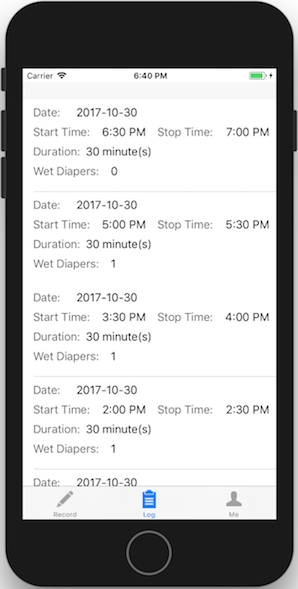 Carrier 6:40 PM
Date: 2017-10-30
Start Time: 6:30 PM Stop Time: 7:00 PM
Duration: 30 minute(s)
Wet Diapers: 0
Date: 2017-10-30
Start Time: 5:00 PM Stop Time: 5:30 PM
Duration: 30 minute(s)
Wet Diapers: 1
Date: 2017-10-30
Start Time: 3:30 PM Stop Time: 4:00 PM
Duration: 30 minute(s)
Wet Diapers: 1
Date: 2017-10-30
Start Time: 2:00 PM Stop Time: 2:30 PM
Duration: 30 minute(s)
Wet Diapers: 1
Date: 2017-10-30
Record Log Me